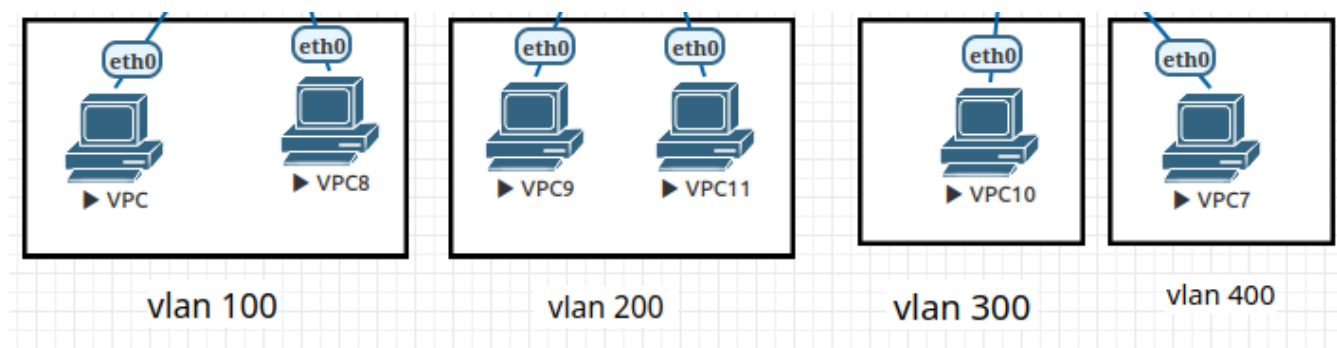 eth0
eth0
eth0
eth0
eth0
eth0
▶ VPC
▶ VPC8
▶ VPC9
▶ VPC11
▶ VPC10
▶ VPC7
vlan 100
vlan 200
vlan 300
vlan 400